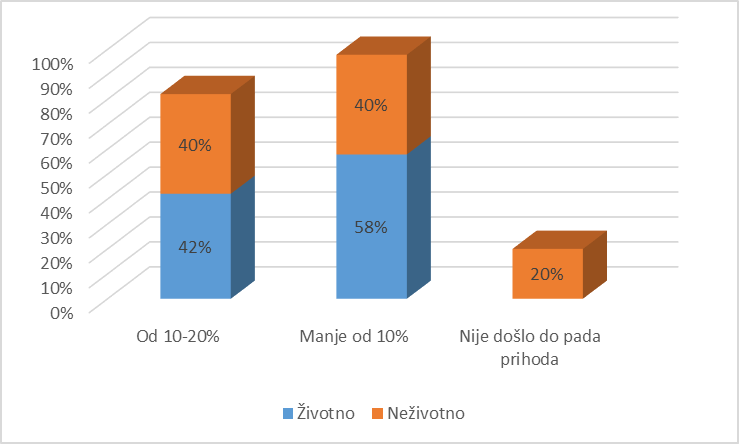 100%
90%
80%
70%
60%
50%
40%
30%
20%
10%
0%
40%
42%
40%
58%
20%
Od 10-20%
Manje od 10%
Nije došlo do pada
prihoda
Životno
Neživotno